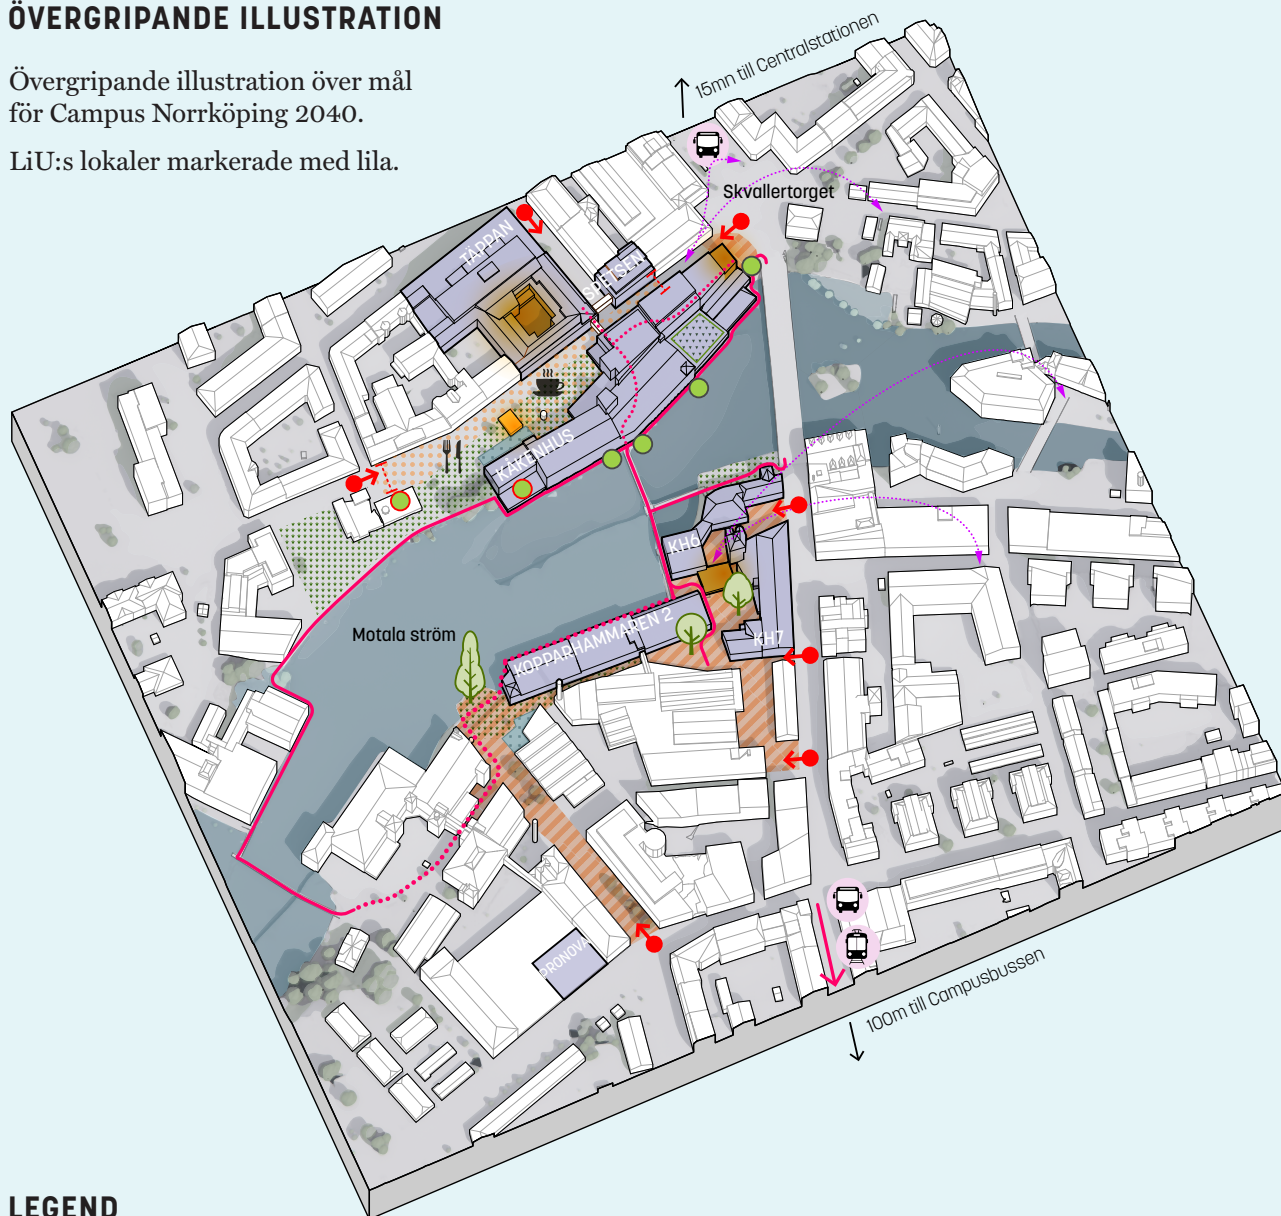 ÖVERGRIPANDE ILLUSTRATION
Övergripande illustration över mål
för Campus Norrköping 2040.
LiU:s lokaler markerade med lila.
15mn till Centralstationen
Skvallertorget
TÄPPAN
SPETSEN
KÅKENHUS
KH6
Motala ström
KOPPARHAMMAREN 2
KH7
PRONOVA
100m till Campusbussen
LEGEND